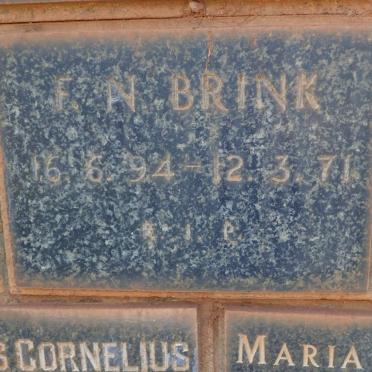 F. N. BRINK
16. 6. 94 - 12. 3. 71
R I P
S CORNELIUS
MARIA